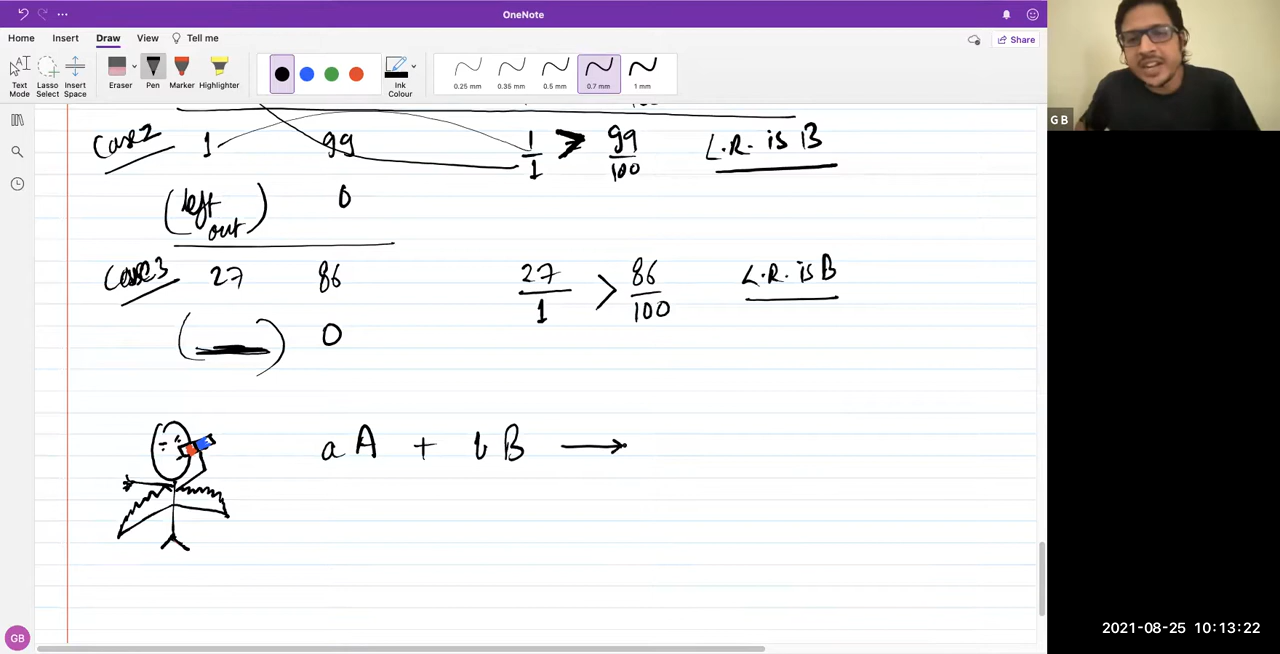 OneNote
Home Insert Draw View Tell me
Share
Text Mode
Lasso Select
Insert Space
Eraser
Pen
Marker
Highlighter
Ink Colour
0.25 mm 0.35 mm 0.5 mm 0.7 mm 1 mm
G B
100
Case2 1 99 1/1 > 99/100 L.R. is B
(left out) 0
Case3 27 86 27/1 > 86/100 L.R. is B
( ) 0
aA + bB →
GB
2021-08-25 10:13:22